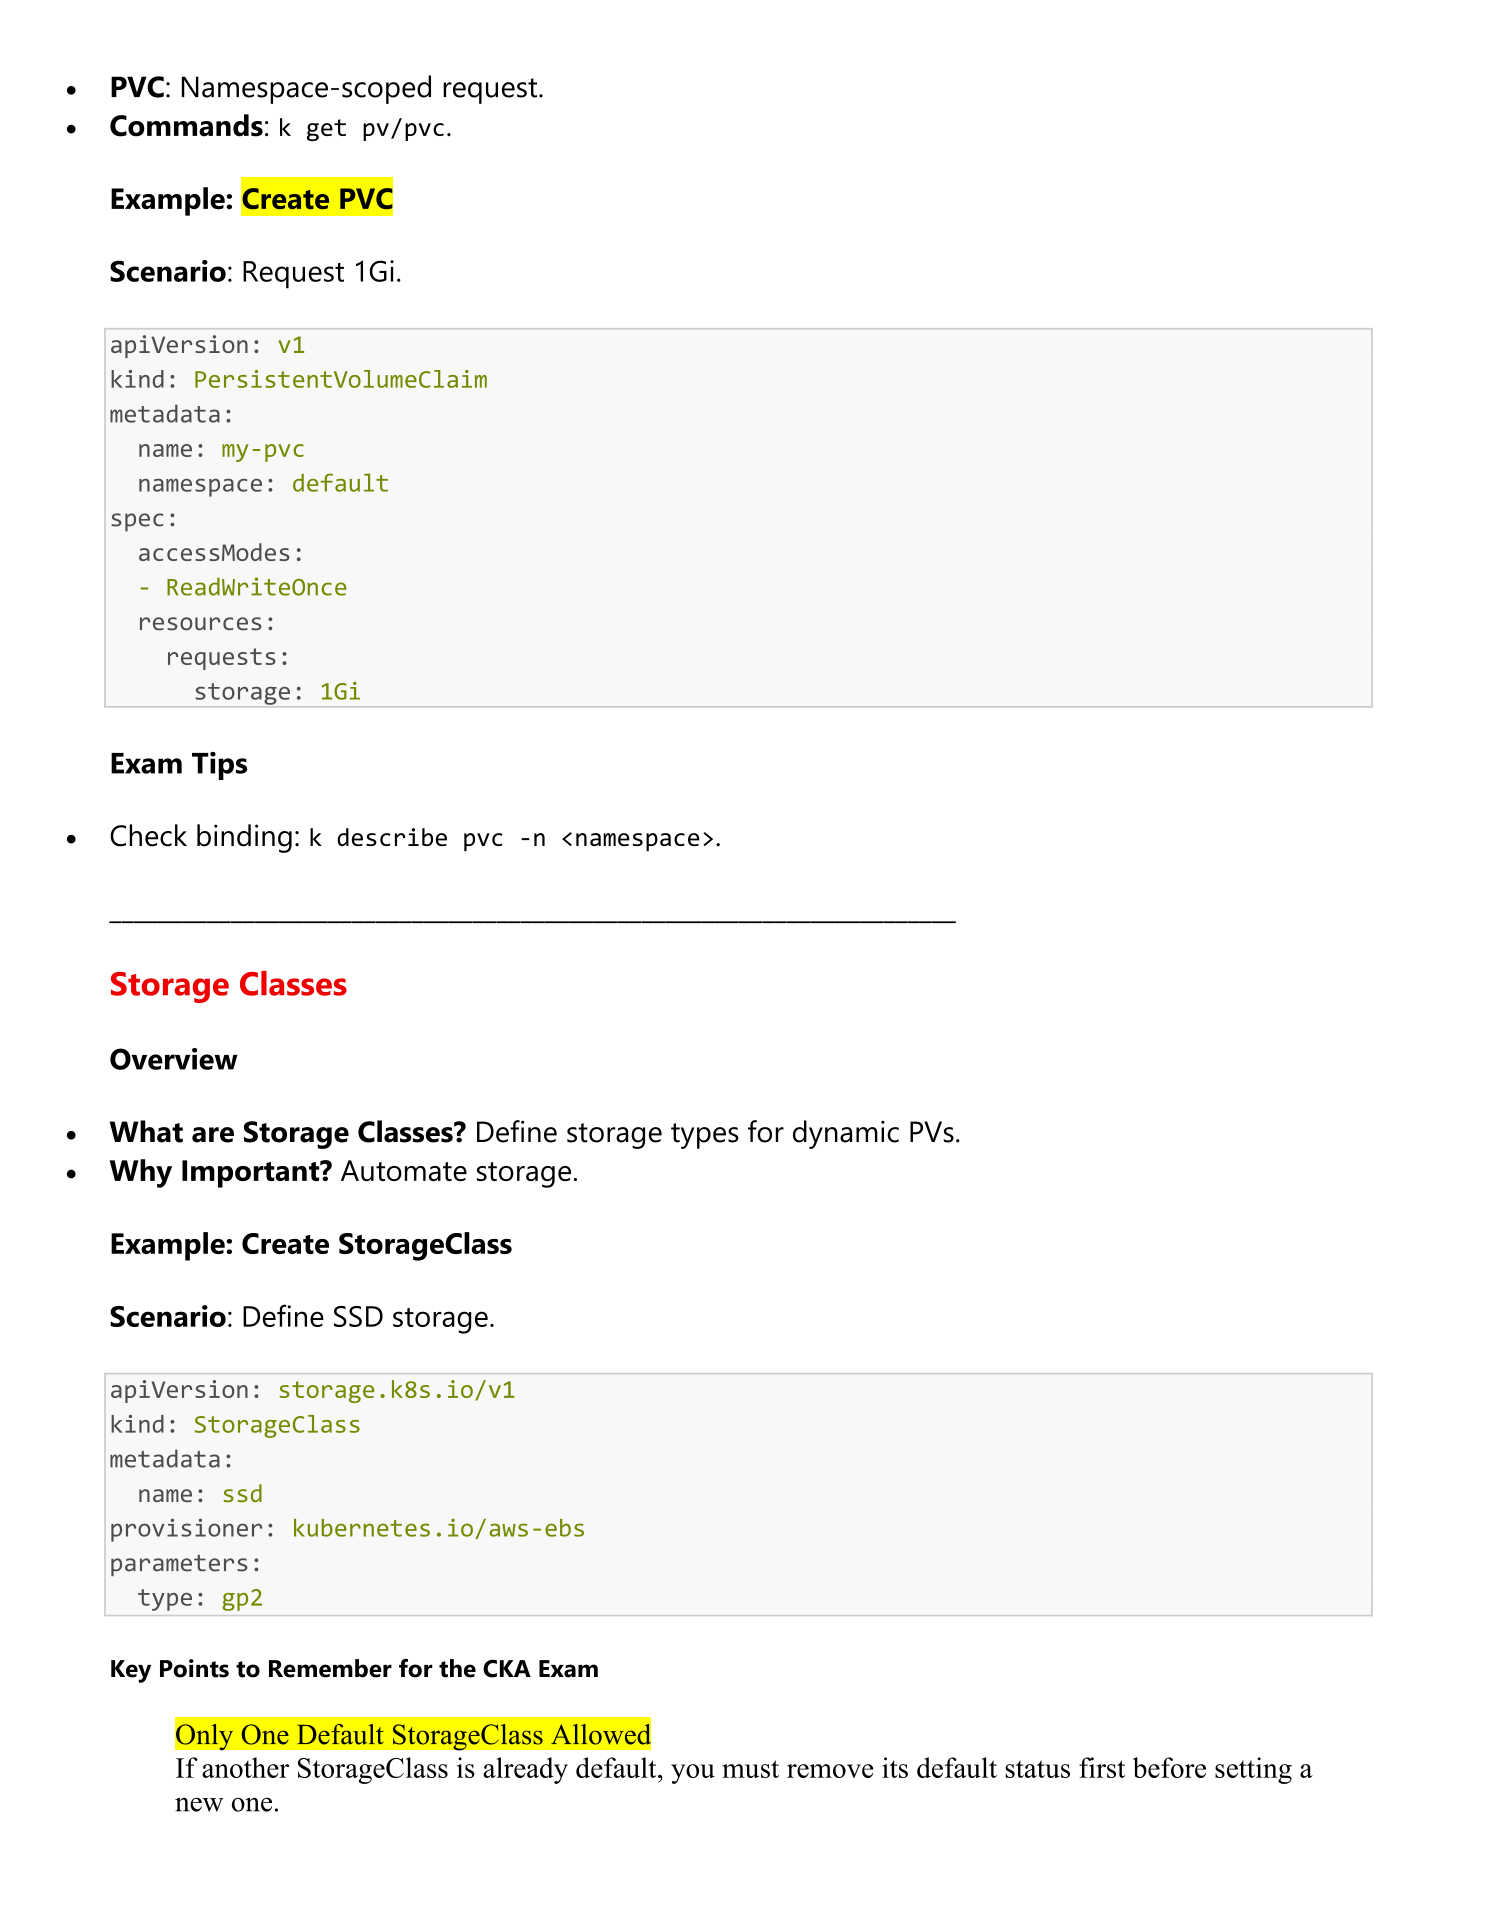 • PVC: Namespace-scoped request.
• Commands: k get pv/pvc.
Example: Create PVC
Scenario: Request 1Gi.
apiVersion: v1
kind: PersistentVolumeClaim
metadata:
  name: my-pvc
  namespace: default
spec:
  accessModes:
  - ReadWriteOnce
  resources:
    requests:
      storage: 1Gi
Exam Tips
• Check binding: k describe pvc -n <namespace>.
Storage Classes
Overview
• What are Storage Classes? Define storage types for dynamic PVs.
• Why Important? Automate storage.
Example: Create StorageClass
Scenario: Define SSD storage.
apiVersion: storage.k8s.io/v1
kind: StorageClass
metadata:
  name: ssd
provisioner: kubernetes.io/aws-ebs
parameters:
  type: gp2
Key Points to Remember for the CKA Exam
Only One Default StorageClass Allowed
If another StorageClass is already default, you must remove its default status first before setting a
new one.